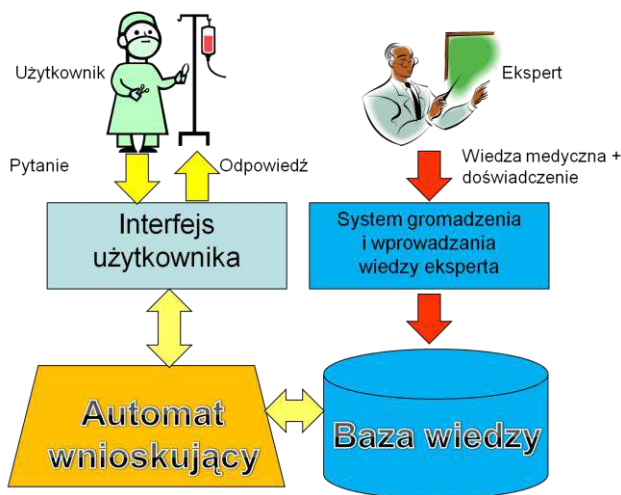 Użytkownik
Ekspert
Pytanie
Odpowiedź
Wiedza medyczna +
doświadczenie
Interfejs
użytkownika
System gromadzenia
i wprowadzania
wiedzy eksperta
Automat
wnioskujący
Baza wiedzy